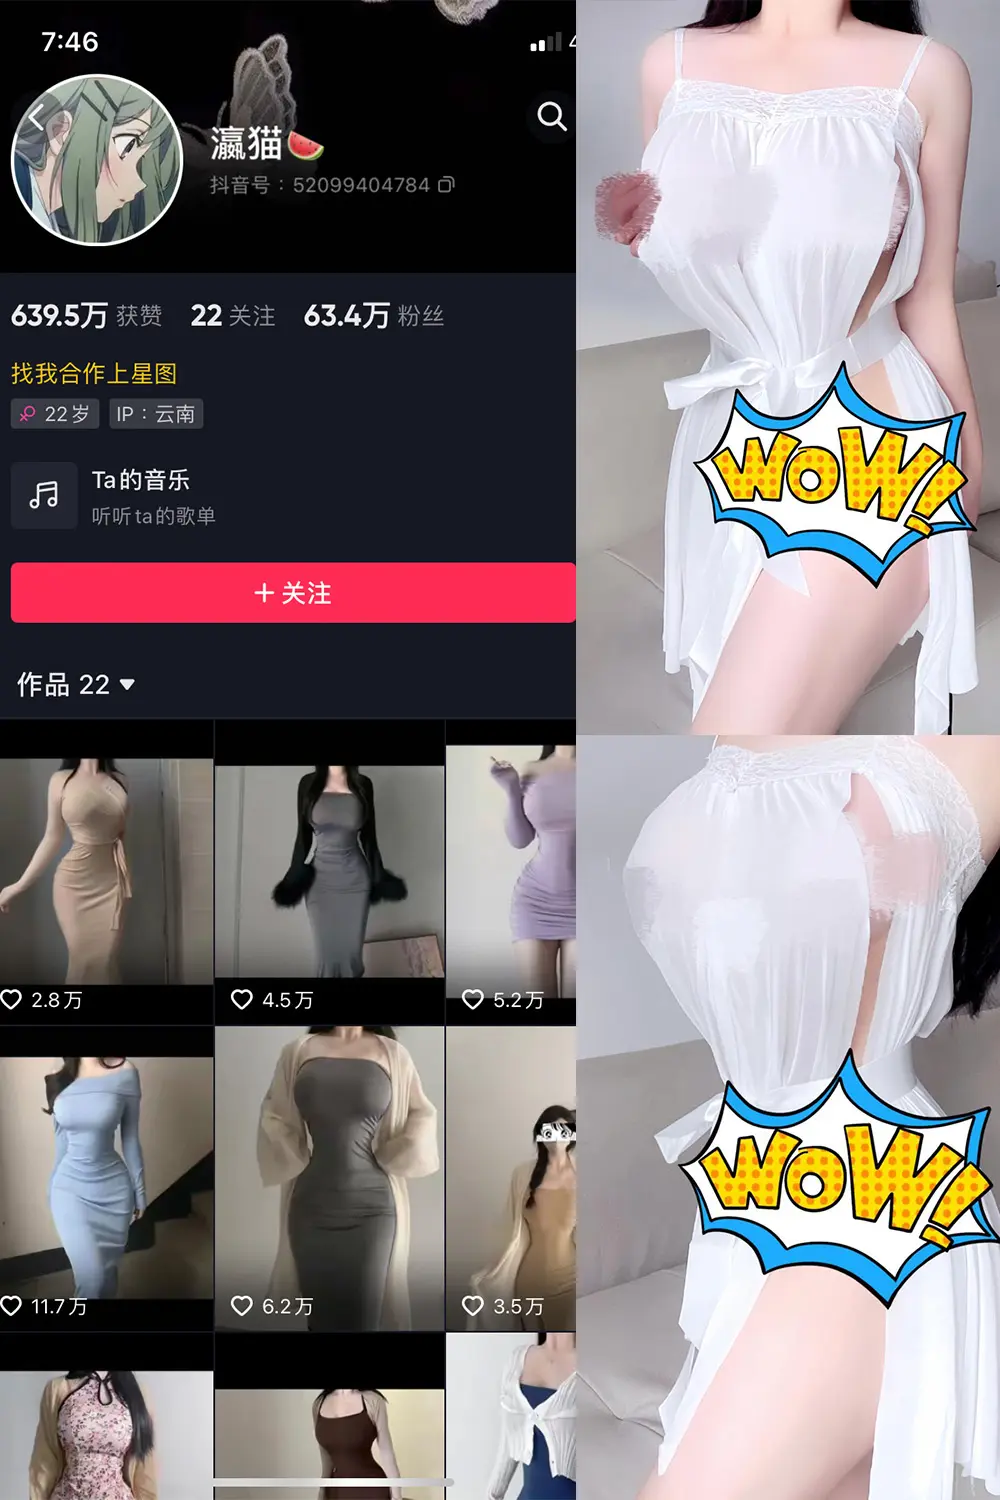 7:46
瀛猫🍉
抖音号：52099404784
639.5万 获赞 22 关注 63.4万 粉丝
找我合作上星图
22岁 IP：云南
Ta的音乐
听听ta的歌单
+ 关注
作品 22
2.8万 4.5万 5.2万
11.7万 6.2万 3.5万
WOW!
WOW!